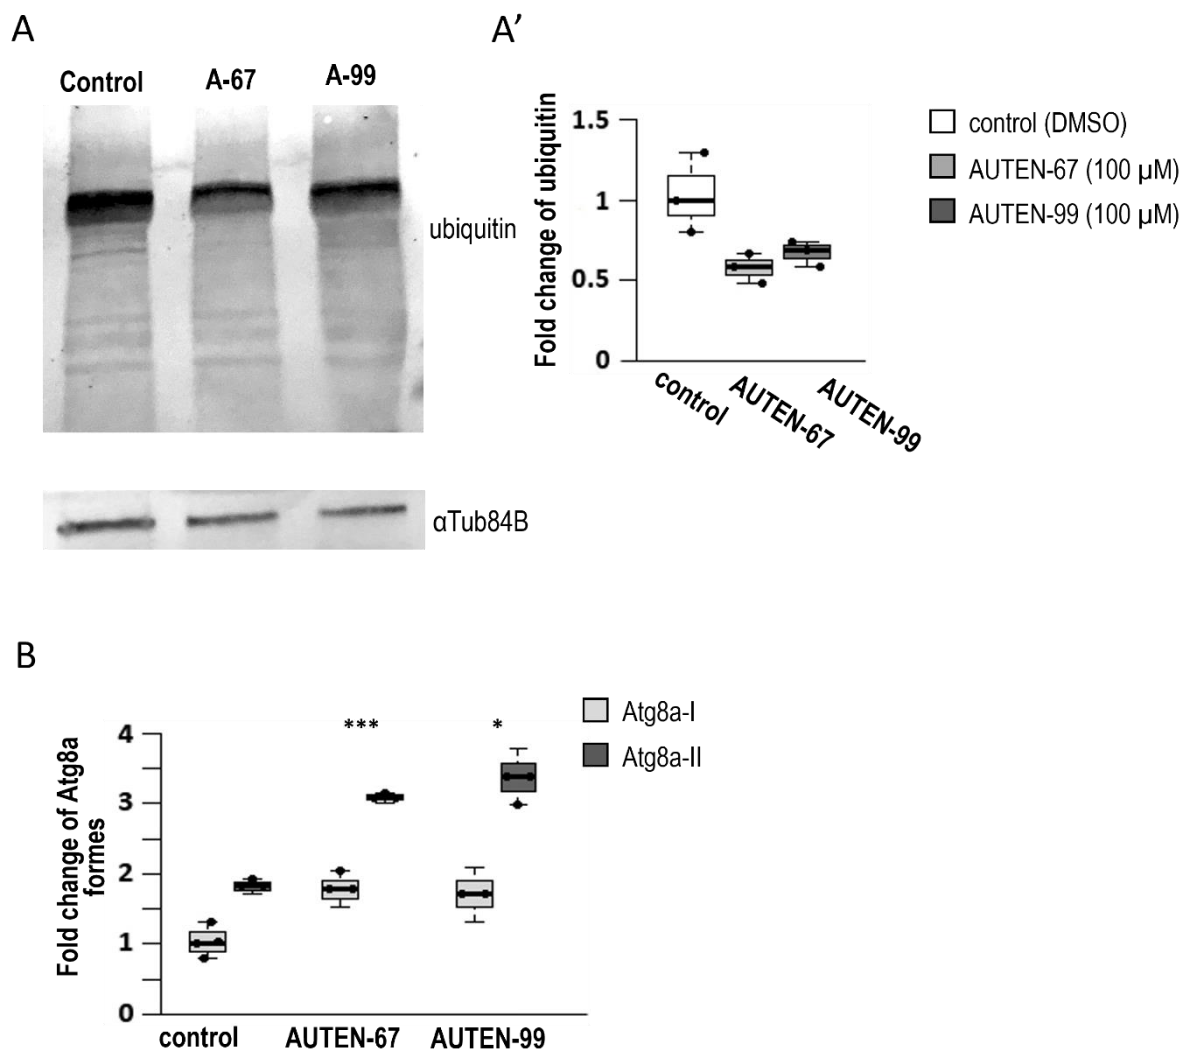 A
Control
A-67
A-99
ubiquitin
αTub84B
A'
Fold change of ubiquitin
1.5
1
0.5
0
control
AUTEN-67
AUTEN-99
control (DMSO)
AUTEN-67 (100 µM)
AUTEN-99 (100 µM)
B
Fold change of Atg8a
formes
4
3
2
1
0
***
*
control
AUTEN-67
AUTEN-99
Atg8a-I
Atg8a-II